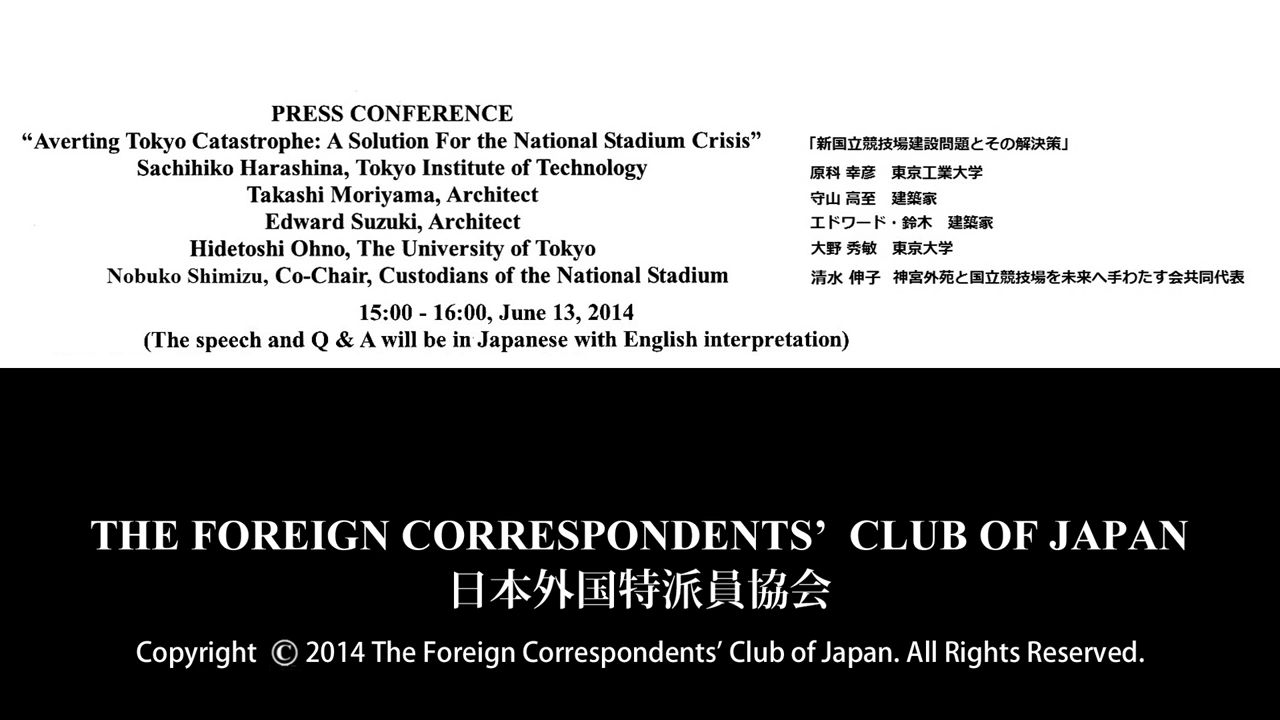 PRESS CONFERENCE
“Averting Tokyo Catastrophe: A Solution For the National Stadium Crisis”
Sachihiko Harashina, Tokyo Institute of Technology
Takashi Moriyama, Architect
Edward Suzuki, Architect
Hidetoshi Ohno, The University of Tokyo
Nobuko Shimizu, Co-Chair, Custodians of the National Stadium
15:00 - 16:00, June 13, 2014
(The speech and Q & A will be in Japanese with English interpretation)
「新国立競技場建設問題とその解決策」
原科 幸彦　東京工業大学
守山 高至　建築家
エドワード・鈴木　建築家
大野 秀敏　東京大学
清水 伸子　神宮外苑と国立競技場を未来へ手わたす会共同代表
THE FOREIGN CORRESPONDENTS’ CLUB OF JAPAN
日本外国特派員協会
Copyright © 2014 The Foreign Correspondents’ Club of Japan. All Rights Reserved.